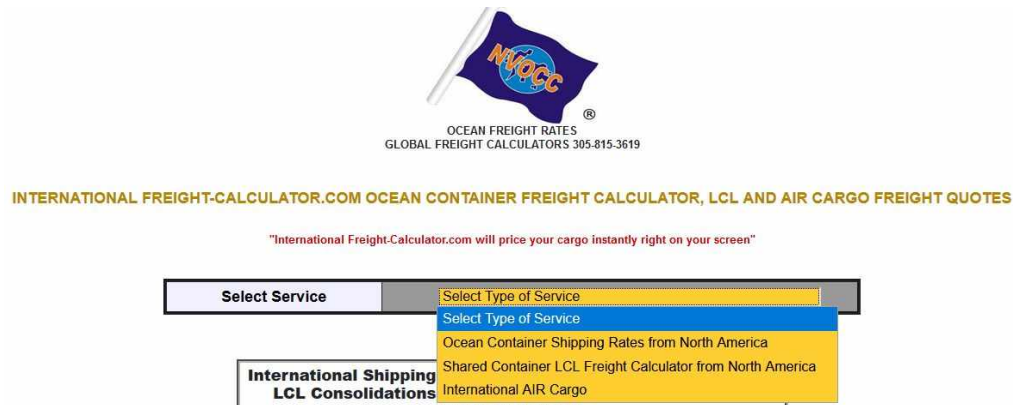 NVOCC
®
OCEAN FREIGHT RATES
GLOBAL FREIGHT CALCULATORS 305-815-3619
INTERNATIONAL FREIGHT-CALCULATOR.COM OCEAN CONTAINER FREIGHT CALCULATOR, LCL AND AIR CARGO FREIGHT QUOTES
"International Freight-Calculator.com will price your cargo instantly right on your screen"
Select Service
Select Type of Service
Select Type of Service
Ocean Container Shipping Rates from North America
Shared Container LCL Freight Calculator from North America
International AIR Cargo
International Shipping
LCL Consolidations